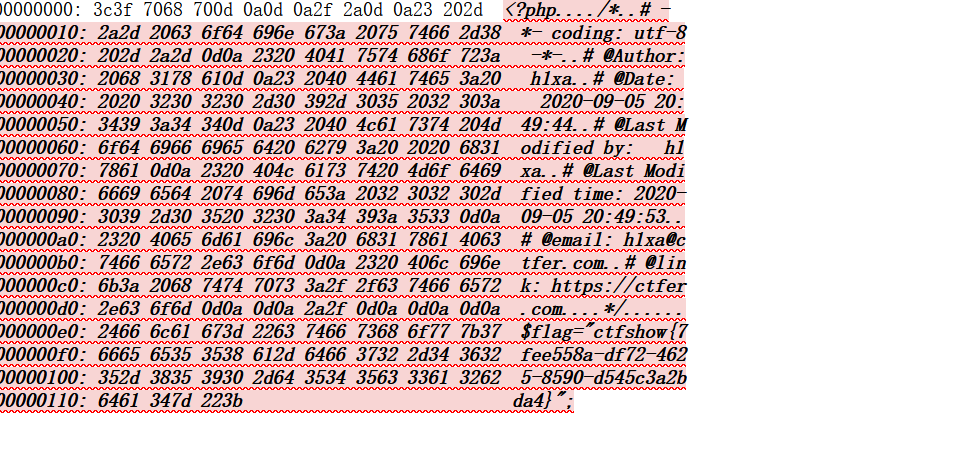 00000000: 3c3f 7068 700d 0a0d 0a2f 2a0d 0a23 202d <?php..../*..# -
00000010: 2a2d 2063 6f64 696e 673a 2075 7466 2d38 *- coding: utf-8
00000020: 202d 2a2d 0d0a 2320 4041 7574 686f 723a -*-..# @Author:
00000030: 2068 3178 610d 0a23 2040 4461 7465 3a20 h1xa..# @Date:
00000040: 2020 3230 3230 2d30 392d 3035 2032 303a 2020-09-05 20:
00000050: 3439 3a34 340d 0a23 2040 4c61 7374 204d 49:44..# @Last M
00000060: 6f64 6966 6965 6420 6279 3a20 2020 6831 odified by: h1
00000070: 7861 0d0a 2320 404c 6173 7420 4d6f 6469 xa..# @Last Modi
00000080: 6669 6564 2074 696d 653a 2032 3032 302d fied time: 2020-
00000090: 3039 2d30 3520 3230 3a34 393a 3533 0d0a 09-05 20:49:53..
000000a0: 2320 4065 6d61 696c 3a20 6831 7861 4063 # @email: h1xa@c
000000b0: 7466 6572 2e63 6f6d 0d0a 2320 406c 696e tfer.com..# @lin
000000c0: 6b3a 2068 7474 7073 3a2f 2f63 7466 6572 k: https://ctfer
000000d0: 2e63 6f6d 0d0a 0d0a 2a2f 0d0a 0d0a 0d0a .com....*/......
000000e0: 2466 6c61 673d 2263 7466 7368 6f77 7b37 $flag="ctfshow{7
000000f0: 6665 6535 3538 612d 6466 3732 2d34 3632 fee558a-df72-462
00000100: 352d 3835 3930 2d64 3534 3563 3361 3262 5-8590-d545c3a2b
00000110: 6461 347d 223b da4}";